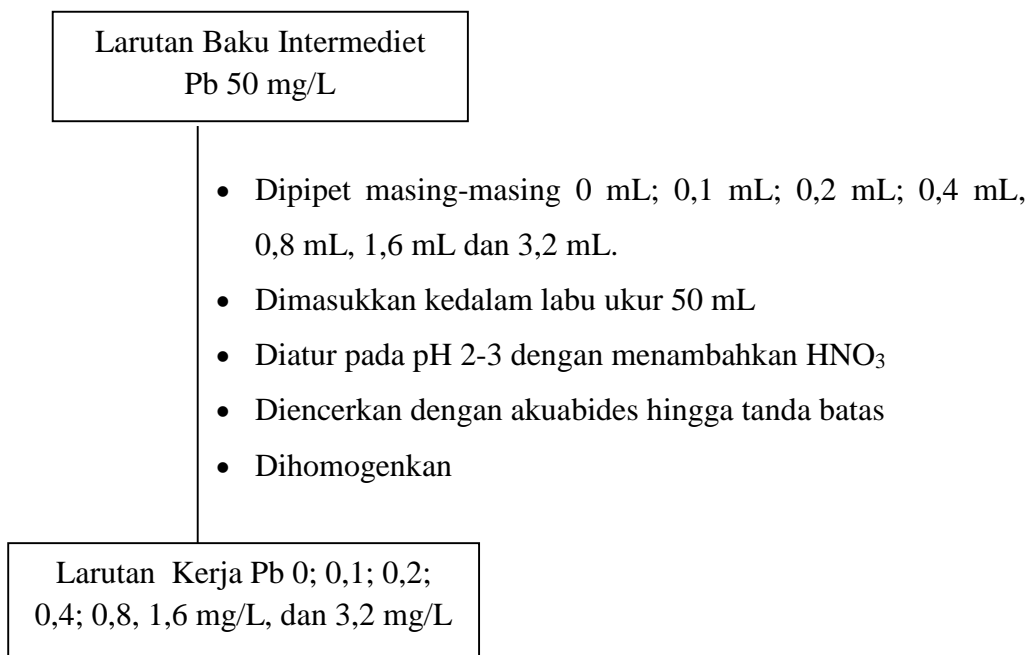 Larutan Baku Intermediet
Pb 50 mg/L
• Dipipet masing-masing 0 mL; 0,1 mL; 0,2 mL; 0,4 mL,
0,8 mL, 1,6 mL dan 3,2 mL.
• Dimasukkan kedalam labu ukur 50 mL
• Diatur pada pH 2-3 dengan menambahkan HNO₃
• Diencerkan dengan akuabides hingga tanda batas
• Dihomogenkan
Larutan Kerja Pb 0; 0,1; 0,2;
0,4; 0,8, 1,6 mg/L, dan 3,2 mg/L